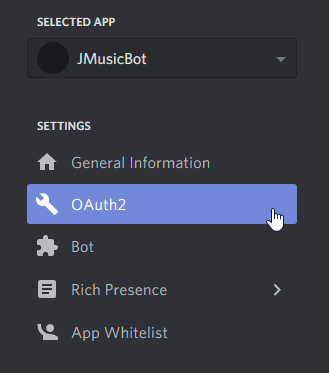 SELECTED APP
JMusicBot
SETTINGS
General Information
OAuth2
Bot
Rich Presence
App Whitelist